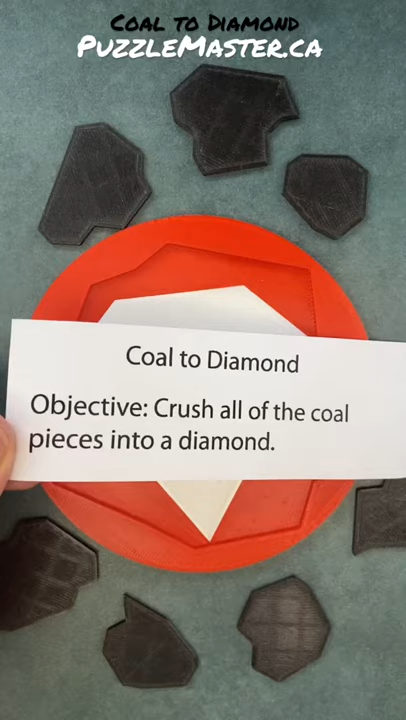 Coal to Diamond
PuzzleMaster.ca
Coal to Diamond
Objective: Crush all of the coal
pieces into a diamond.